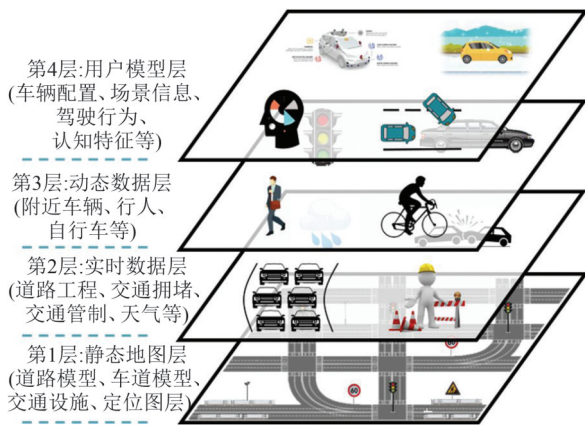 第4层:用户模型层
(车辆配置、场景信息、
驾驶行为、
认知特征等)
第3层:动态数据层
(附近车辆、行人、
自行车等)
第2层:实时数据层
(道路工程、交通拥堵、
交通管制、天气等)
第1层:静态地图层
(道路模型、车道模型、
交通设施、定位图层)
60
60